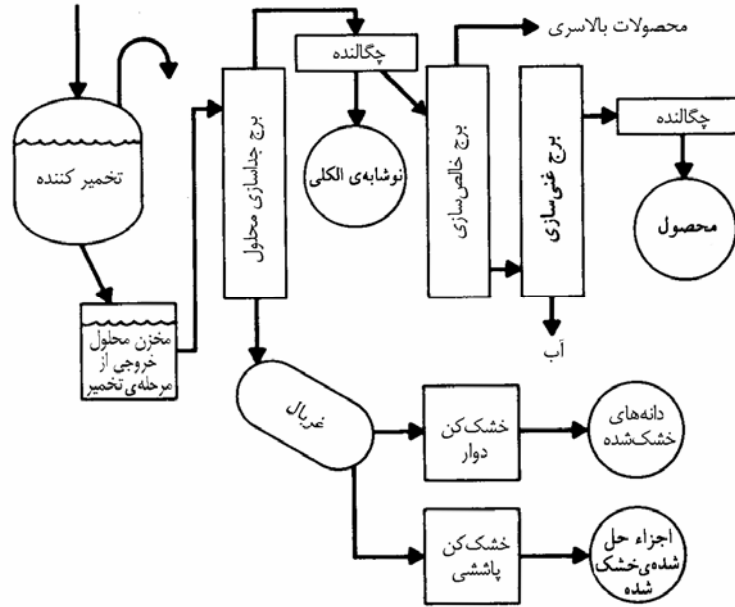 محصولات بالاسری
چگالنده
تخمیر کننده
برج جداسازی محلول
نوشابه‌ی الکلی
برج خالص‌سازی
برج غنی‌سازی
چگالنده
محصول
آب
مخزن محلول
خروجی از
مرحله‌ی تخمیر
غربال
خشک‌کن
دوار
دانه‌های
خشک‌شده
خشک‌کن
پاششی
اجزاء حل
شده‌ی خشک
شده